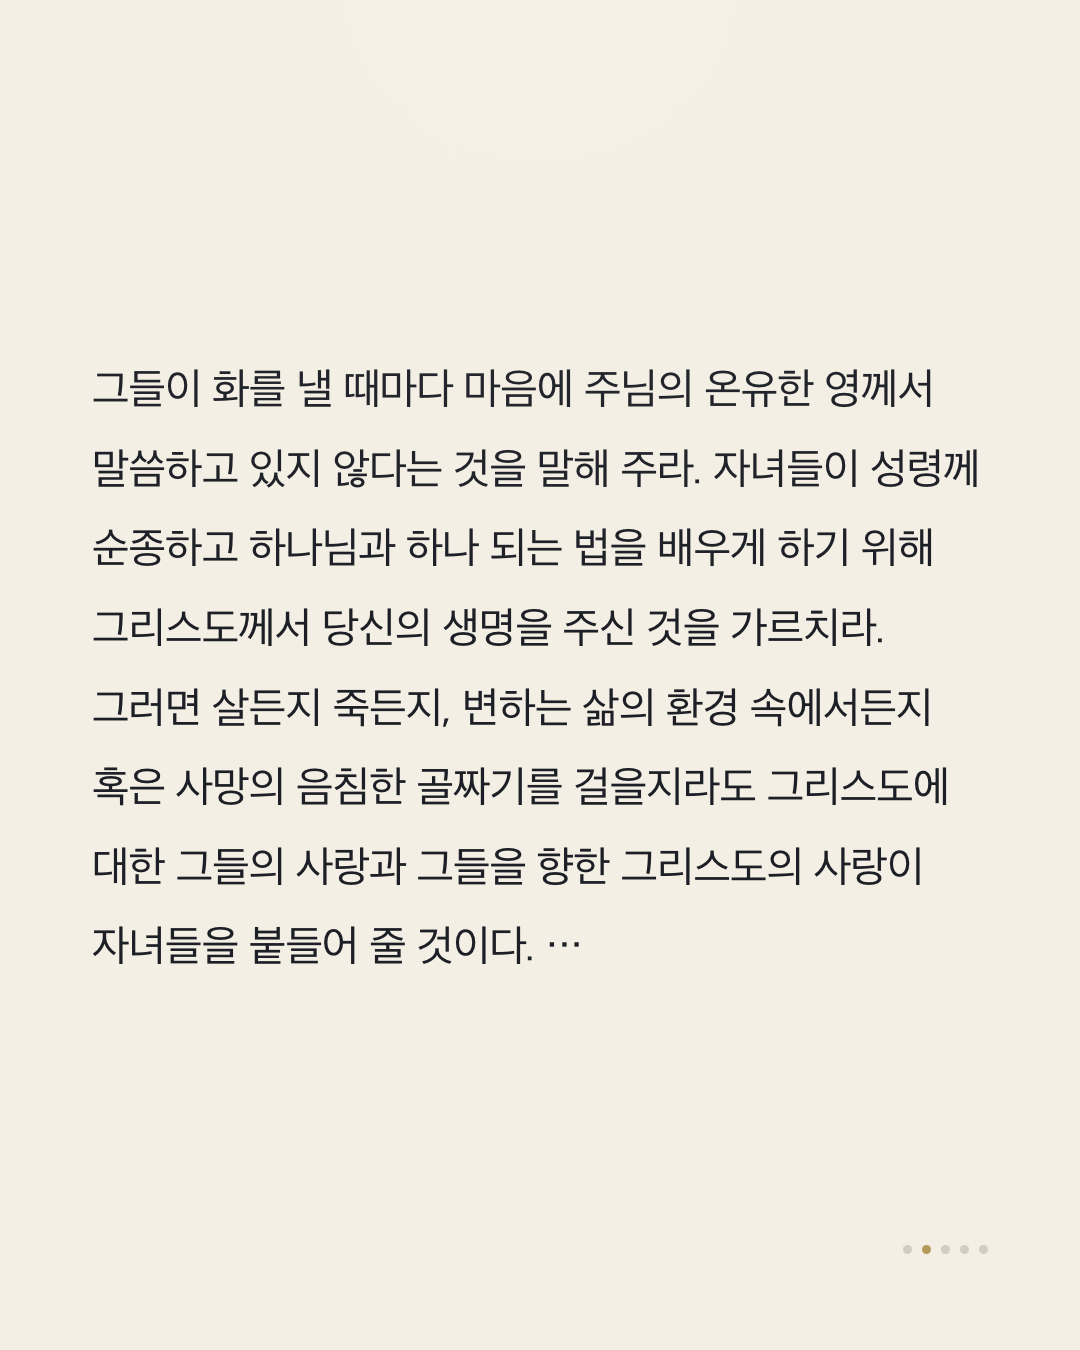 그들이 화를 낼 때마다 마음에 주님의 온유한 영께서
말씀하고 있지 않다는 것을 말해 주라. 자녀들이 성령께
순종하고 하나님과 하나 되는 법을 배우게 하기 위해
그리스도께서 당신의 생명을 주신 것을 가르치라.
그러면 살든지 죽든지, 변하는 삶의 환경 속에서든지
혹은 사망의 음침한 골짜기를 걸을지라도 그리스도에
대한 그들의 사랑과 그들을 향한 그리스도의 사랑이
자녀들을 붙들어 줄 것이다. …